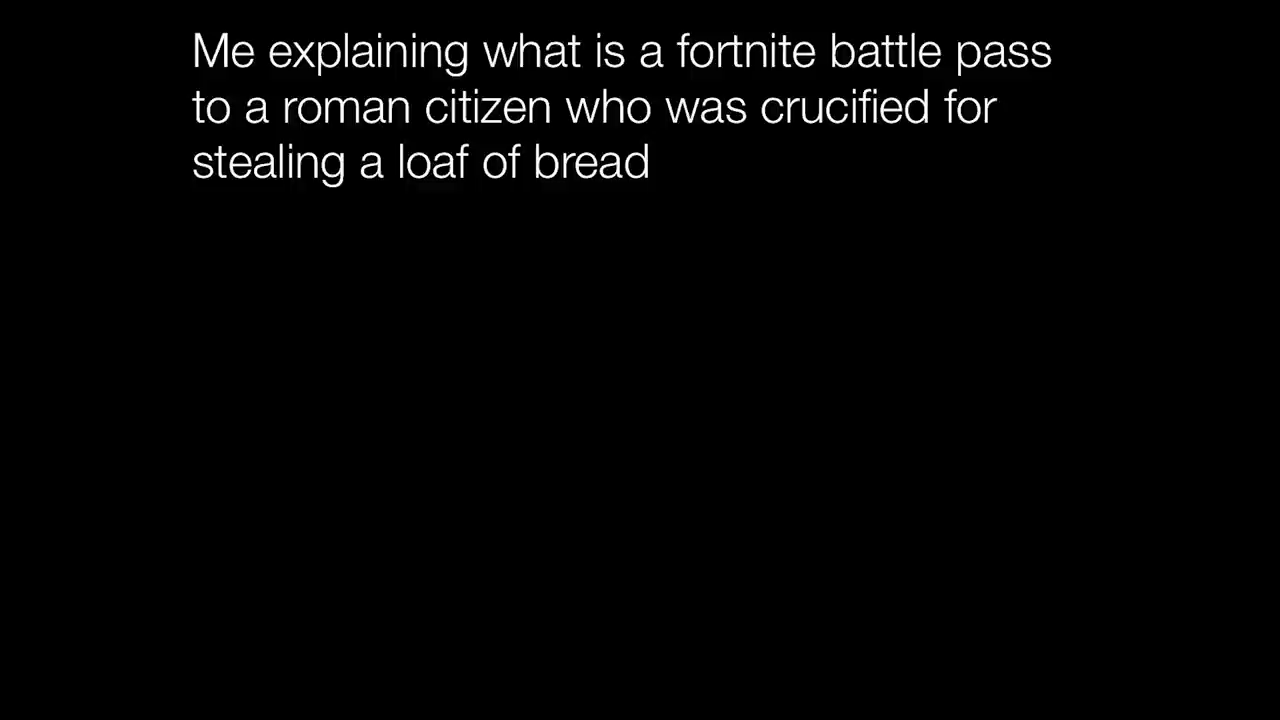 Me explaining what is a fortnite battle pass
to a roman citizen who was crucified for
stealing a loaf of bread